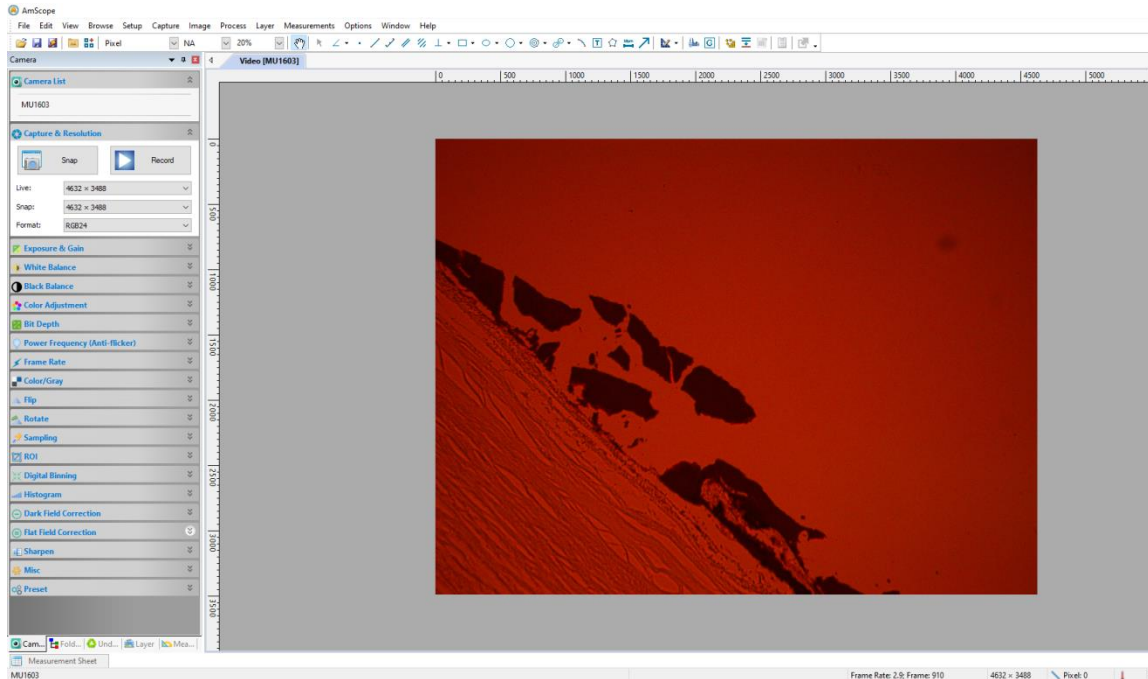 AmScope
File Edit View Browse Setup Capture Image Process Layer Measurements Options Window Help
Pixel NA 20%
Camera
Video [MU1603]
0 500 1000 1500 2000 2500 3000 3500 4000 4500 5000
Camera List
MU1603
Capture & Resolution
Snap Record
Live: 4632 × 3488
Snap: 4632 × 3488
Format: RGB24
Exposure & Gain
White Balance
Black Balance
Color Adjustment
Bit Depth
Power Frequency (Anti-flicker)
Frame Rate
Color/Gray
Flip
Rotate
Sampling
ROI
Digital Binning
Histogram
Dark Field Correction
Flat Field Correction
Sharpen
Misc
Preset
0
500
1000
1500
2000
2500
3000
3500
Cam... Fold... Und... Layer Mea...
Measurement Sheet
MU1603 Frame Rate: 2.9; Frame: 910 4632 × 3488 Pixel: 0